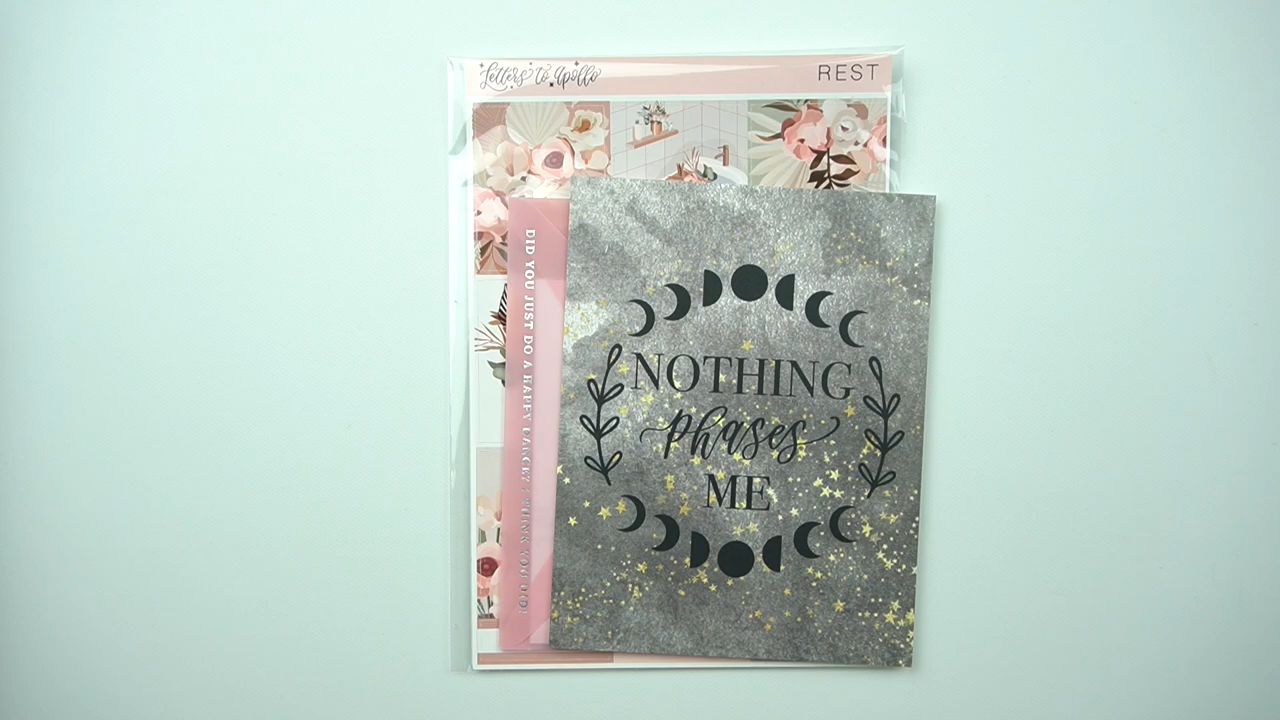 Letters to Apollo
REST
DID YOU JUST DO A HAPPY DANCE? I THINK YOU DID!
NOTHING
phases
ME